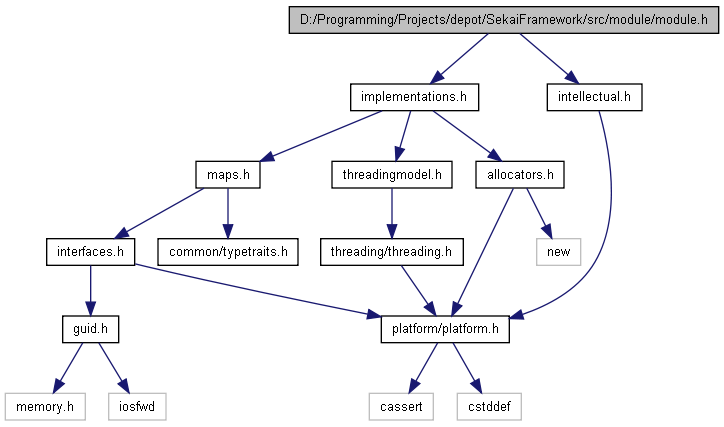 D:/Programming/Projects/depot/SekaiFramework/src/module/module.h
implementations.h
intellectual.h
maps.h
threadingmodel.h
allocators.h
interfaces.h
common/typetraits.h
threading/threading.h
new
guid.h
platform/platform.h
memory.h
iosfwd
cassert
cstddef